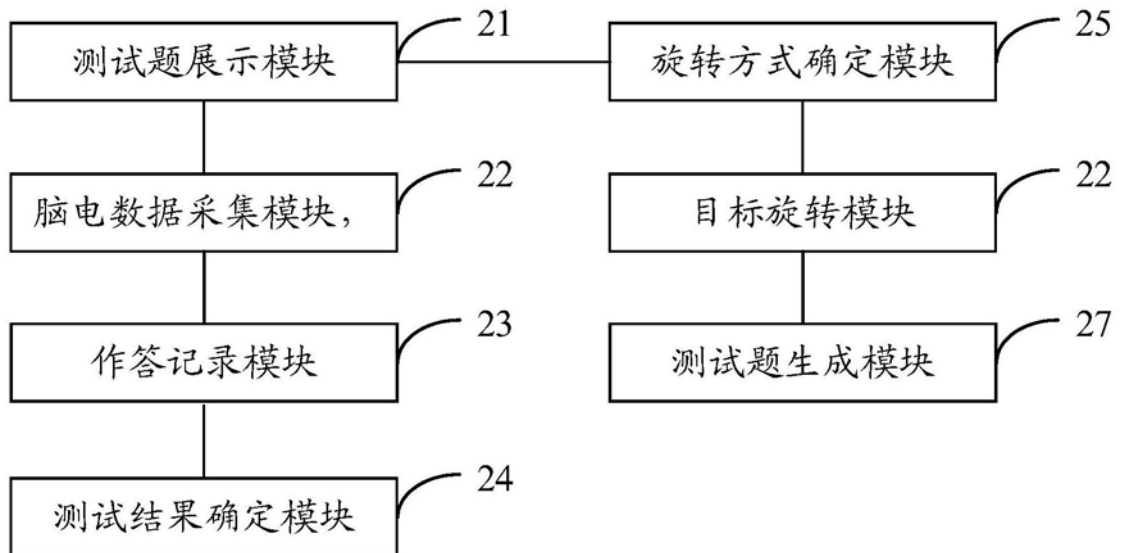 测试题展示模块
21
旋转方式确定模块
25
脑电数据采集模块，
22
目标旋转模块
22
作答记录模块
23
测试题生成模块
27
测试结果确定模块
24